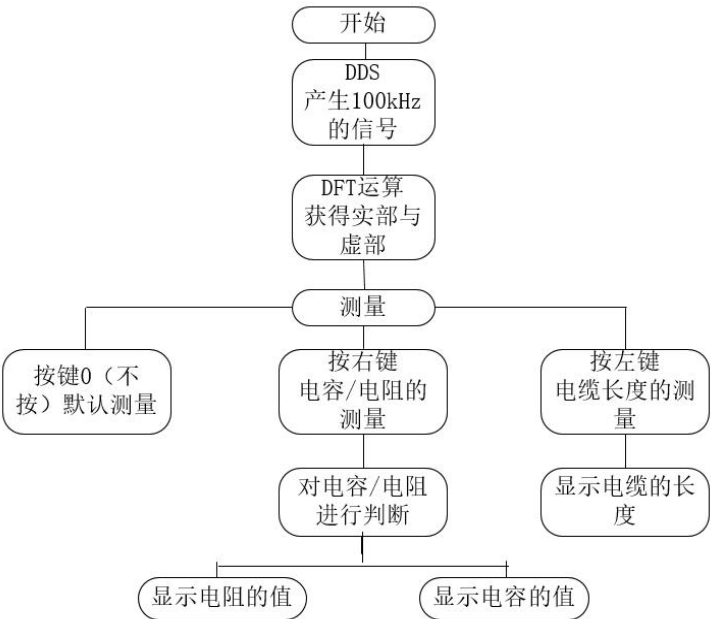 开始
DDS
产生100kHz
的信号
DFT运算
获得实部与
虚部
测量
按键0（不
按）默认测量
按右键
电容/电阻的
测量
按左键
电缆长度的测
量
对电容/电阻
进行判断
显示电缆的长
度
显示电阻的值
显示电容的值